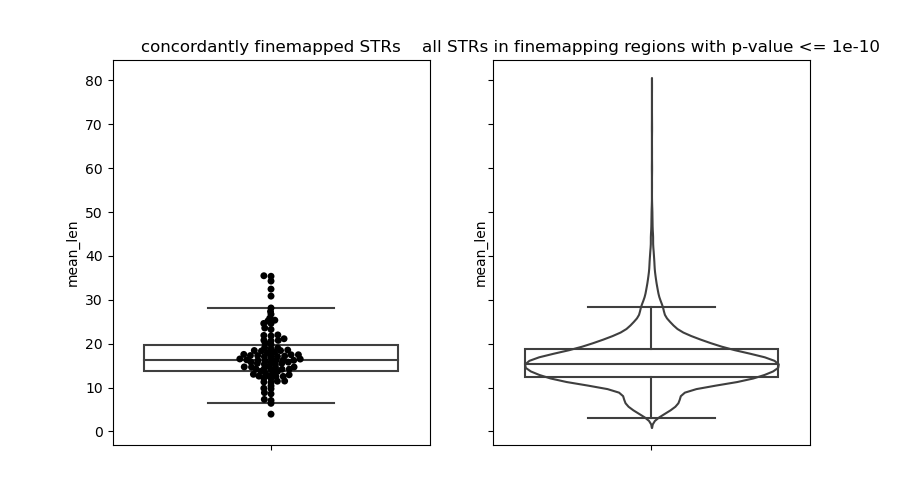 concordantly finemapped STRs
all STRs in finemapping regions with p-value <= 1e-10
80
70
60
50
40
30
20
10
0
mean_len
mean_len